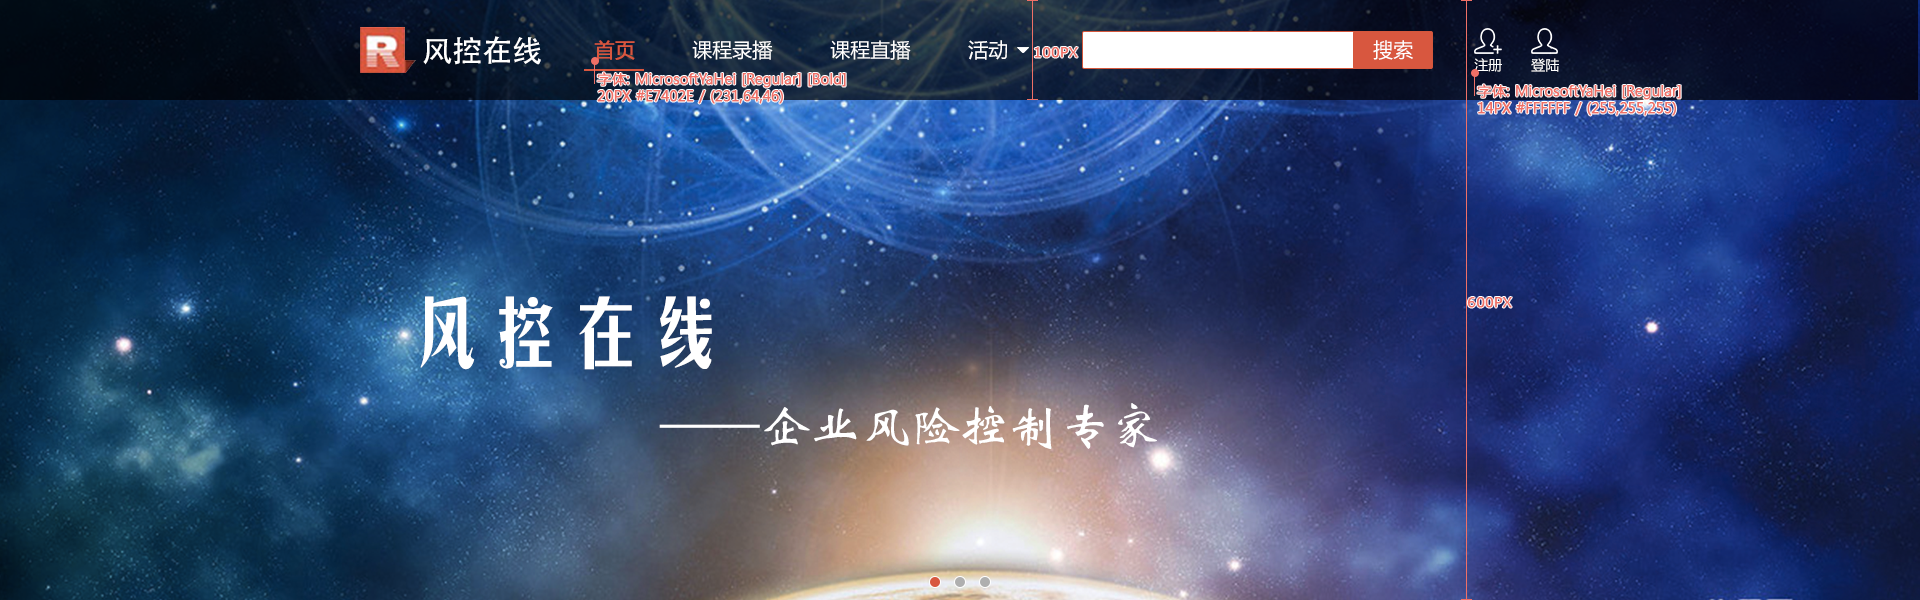 R 风控在线 首页 课程录播 课程直播 活动 100PX 搜索 注册 登陆
字体: MicrosoftYaHei [Regular] [Bold]
20PX #E7402E / (231,64,46)
字体: MicrosoftYaHei [Regular]
14PX #FFFFFF / (255,255,255)
600PX
风控在线
——企业风险控制专家